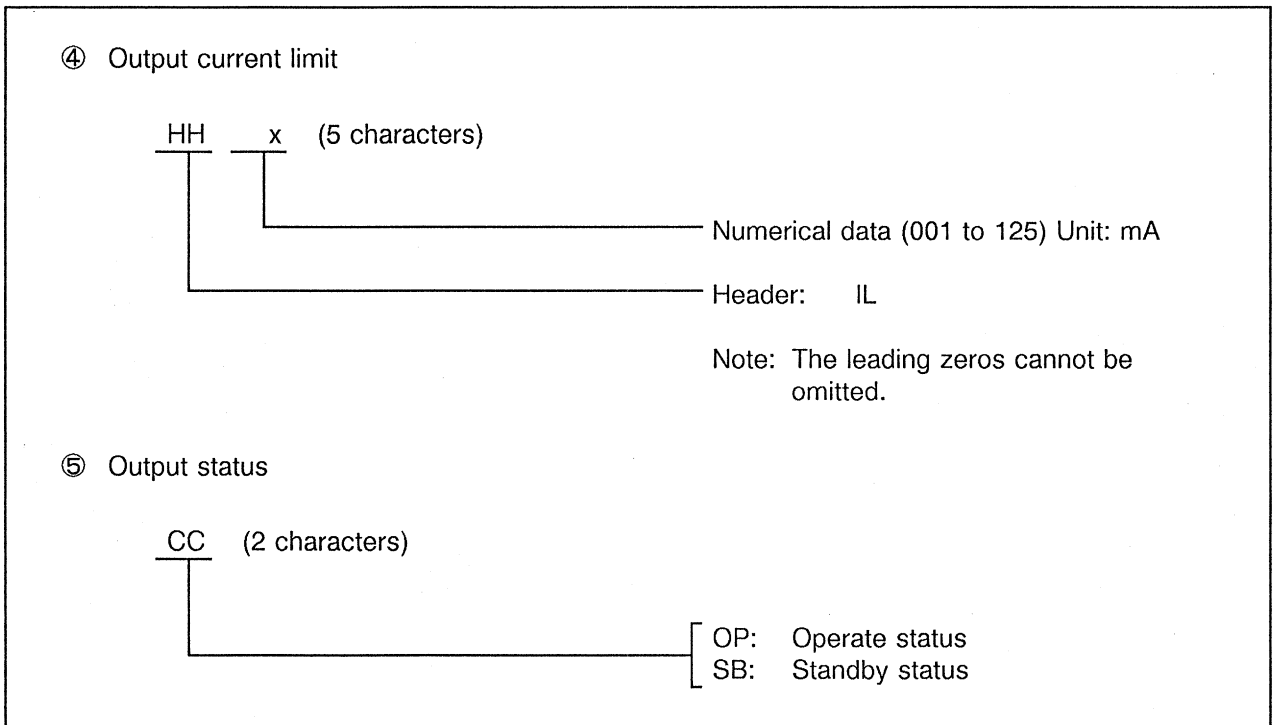 ④ Output current limit
HH x (5 characters)
Numerical data (001 to 125) Unit: mA
Header: IL
Note: The leading zeros cannot be
omitted.
⑤ Output status
CC (2 characters)
OP: Operate status
SB: Standby status